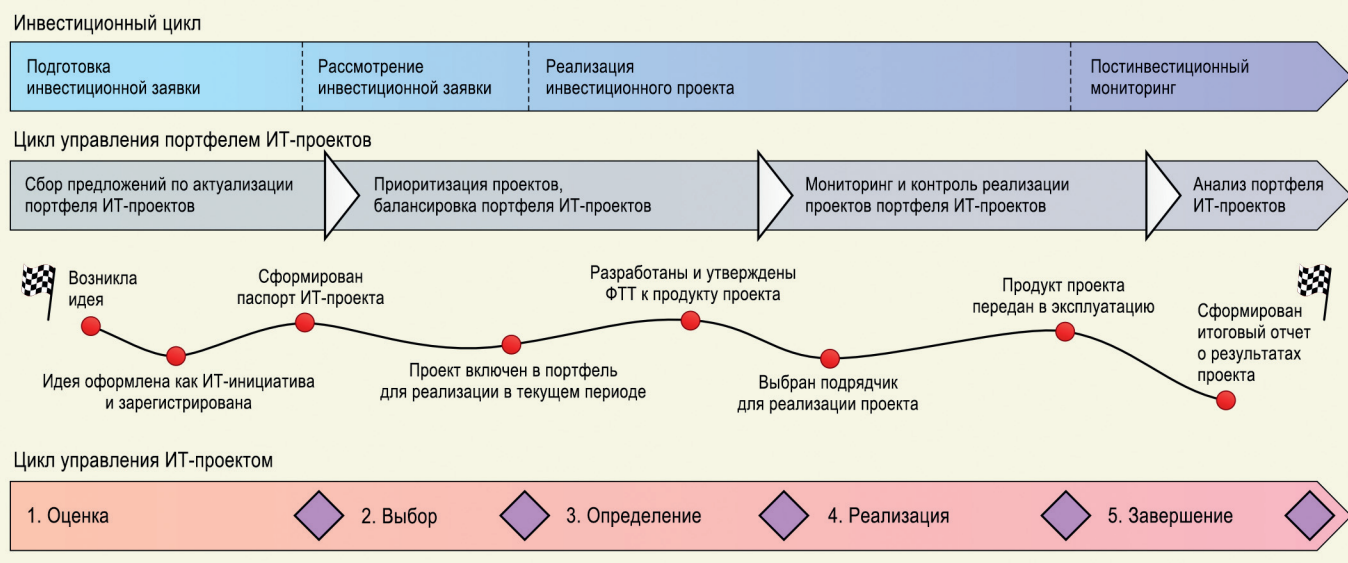 Инвестиционный цикл
Подготовка
инвестиционной заявки
Рассмотрение
инвестиционной заявки
Реализация
инвестиционного проекта
Постинвестиционный
мониторинг
Цикл управления портфелем ИТ-проектов
Сбор предложений по актуализации
портфеля ИТ-проектов
Приоритизация проектов,
балансировка портфеля ИТ-проектов
Мониторинг и контроль реализации
проектов портфеля ИТ-проектов
Анализ портфеля
ИТ-проектов
Возникла
идея
Идея оформлена как ИТ-инициатива
и зарегистрирована
Сформирован
паспорт ИТ-проекта
Проект включен в портфель
для реализации в текущем периоде
Разработаны и утверждены
ФТТ к продукту проекта
Выбран подрядчик
для реализации проекта
Продукт проекта
передан в эксплуатацию
Сформирован
итоговый отчет
о результатах
проекта
Цикл управления ИТ-проектом
1. Оценка
2. Выбор
3. Определение
4. Реализация
5. Завершение